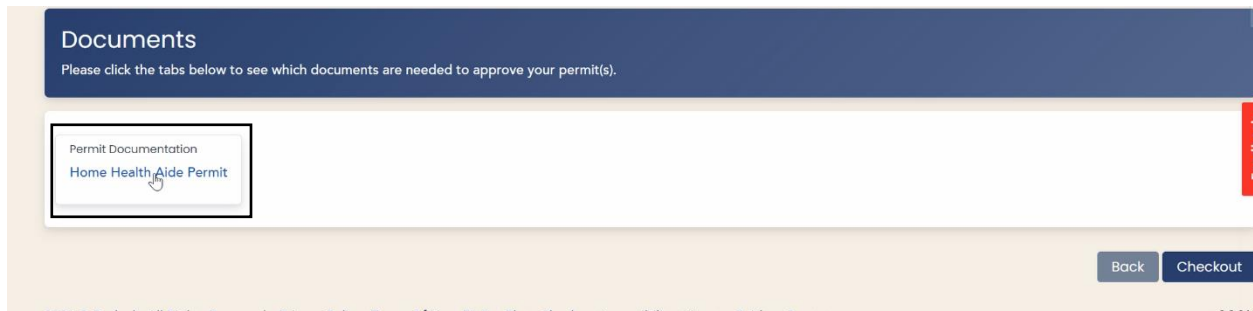 Documents
Please click the tabs below to see which documents are needed to approve your permit(s).
Permit Documentation
Home Health Aide Permit
Back Checkout